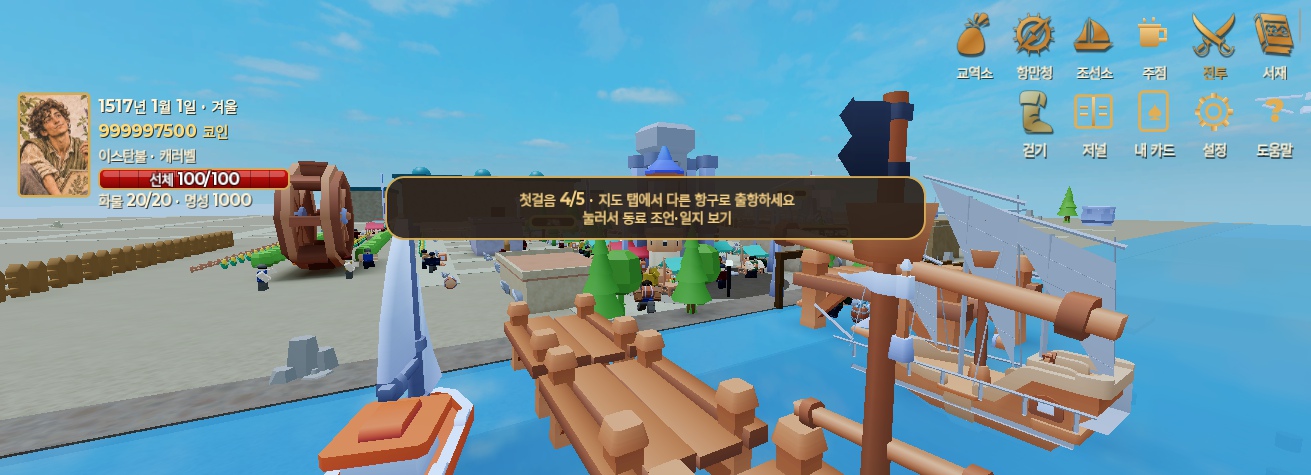 1517년 1월 1일 · 겨울
999997500 코인
이스탄불 · 캐러벨
선체 100/100
화물 20/20 · 명성 1000
첫걸음 4/5 · 지도 탭에서 다른 항구로 출항하세요
눌러서 동료 조언·일지 보기
교역소 항만청 조선소 주점 전투 서재
걷기 저널 내 카드 설정 도움말